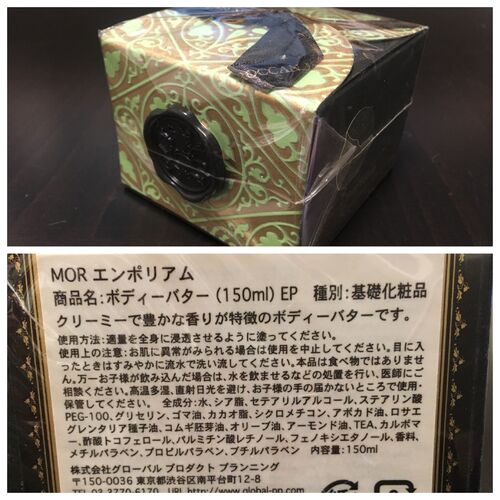 MOR エンポリアム
商品名:ボディーバター (150ml) EP 種別:基礎化粧品
クリーミーで豊かな香りが特徴のボディーバターです。
使用方法:適量を全身に浸透させるように塗ってください。
使用上の注意:お肌に異常がみられる場合は使用を中止してください。目に入
ったときはすみやかに流水で洗い流してください。本品は食べ物ではありませ
ん。万一お子様が飲み込んだ場合は、水を飲ませるなどの処置を行い、医師にご
相談ください。高温多湿、直射日光を避け、お子様の手の届かないところで使用・
保管してください。 全成分:水、シア脂、セテアリルアルコール、ステアリン酸
PEG-100、グリセリン、ゴマ油、カカオ脂、シクロメチコン、アボカド油、ロサエ
グレンタリア種子油、コムギ胚芽油、オリーブ油、アーモンド油、TEA、カルボマ
ー、酢酸トコフェロール、パルミチン酸レチノール、フェノキシエタノール、香料、
メチルパラベン、プロピルパラベン、ブチルパラベン 内容量:150ml
株式会社グローバル プロダクト プランニング
〒150-0036 東京都渋谷区南平台町12-8
TEL 03-3770-6170 URL http://www.global-pp.com